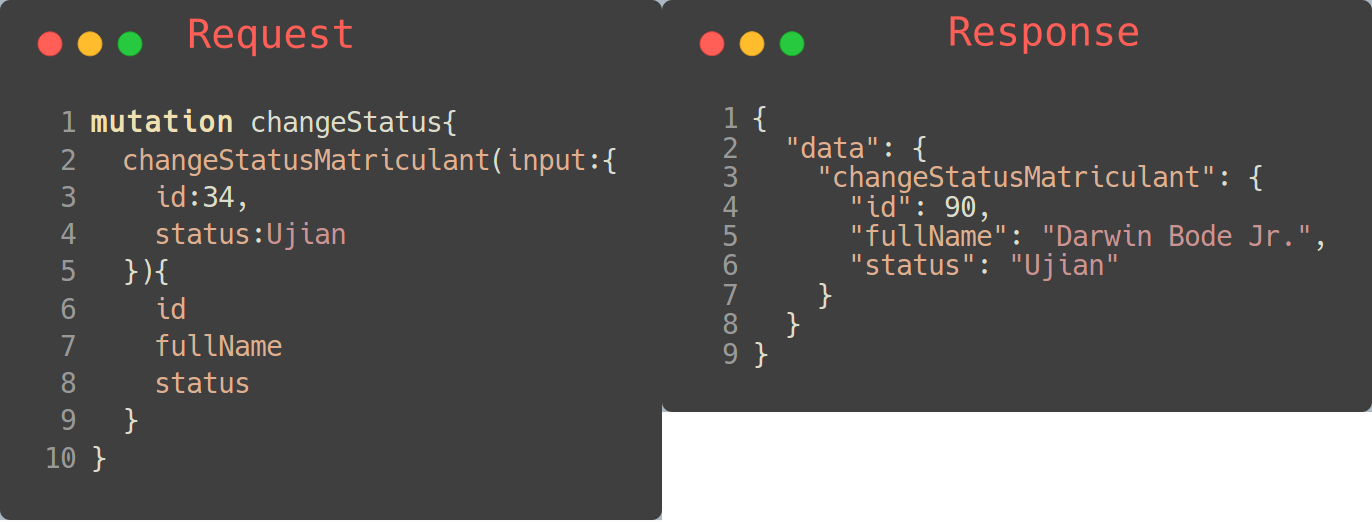 Request
1 mutation changeStatus{
2   changeStatusMatriculant(input:{
3     id:34,
4     status:Ujian
5   }){
6     id
7     fullName
8     status
9   }
10 }
Response
1 {
2   "data": {
3     "changeStatusMatriculant": {
4       "id": 90,
5       "fullName": "Darwin Bode Jr.",
6       "status": "Ujian"
7     }
8   }
9 }